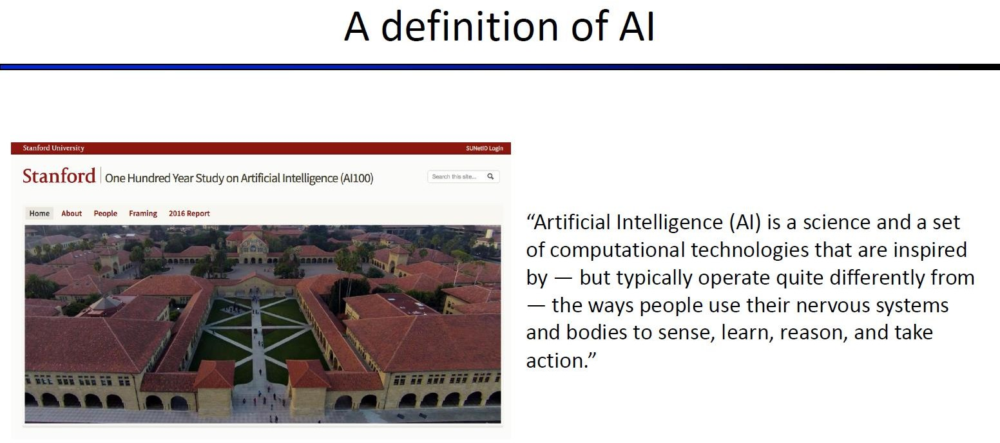 A definition of AI
Stanford University
SUNetID Login
Stanford
One Hundred Year Study on Artificial Intelligence (AI100)
Search this site...
Home About People Framing 2016 Report
“Artificial Intelligence (AI) is a science and a set
of computational technologies that are inspired
by — but typically operate quite differently from
— the ways people use their nervous systems
and bodies to sense, learn, reason, and take
action.”